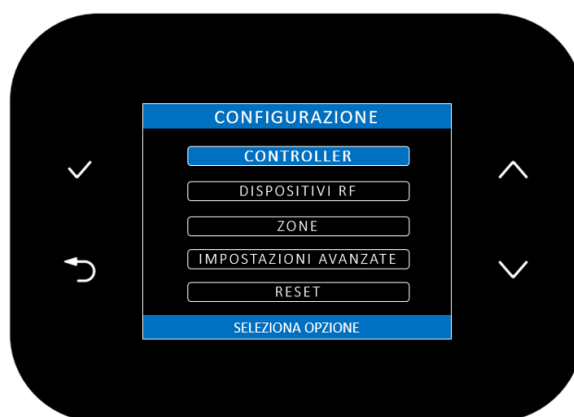 CONFIGURAZIONE
CONTROLLER
DISPOSITIVI RF
ZONE
IMPOSTAZIONI AVANZATE
RESET
SELEZIONA OPZIONE